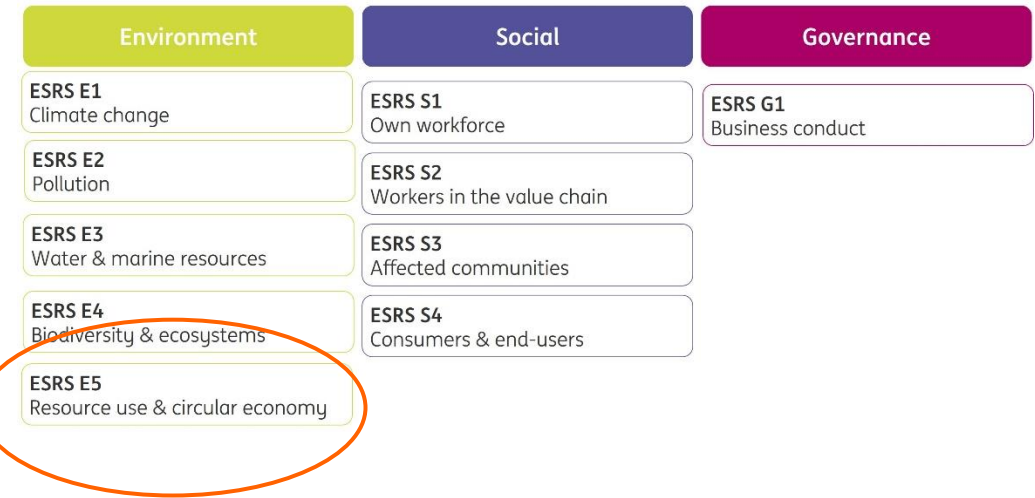 Environment
ESRS E1
Climate change
ESRS E2
Pollution
ESRS E3
Water & marine resources
ESRS E4
Biodiversity & ecosystems
ESRS E5
Resource use & circular economy
Social
ESRS S1
Own workforce
ESRS S2
Workers in the value chain
ESRS S3
Affected communities
ESRS S4
Consumers & end-users
Governance
ESRS G1
Business conduct